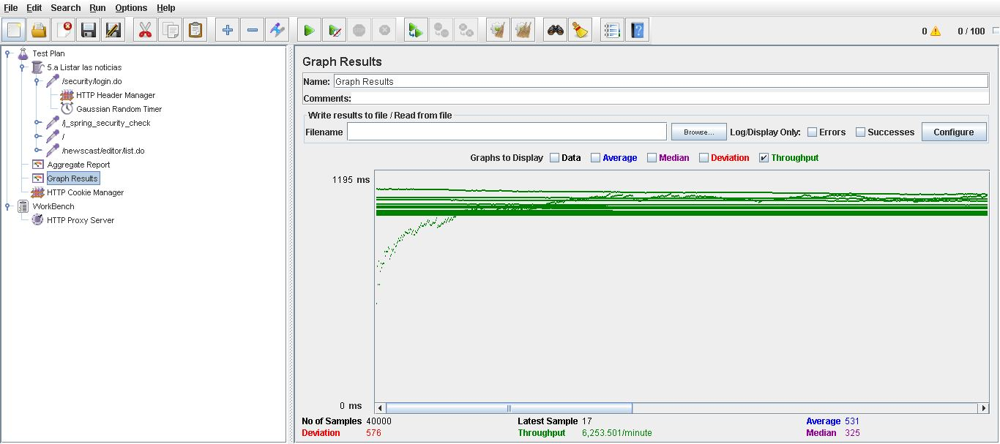 File Edit Search Run Options Help
0 0 / 100
Test Plan
5.a Listar las noticias
/security/login.do
HTTP Header Manager
Gaussian Random Timer
/j_spring_security_check
/
/newscast/editor/list.do
Aggregate Report
Graph Results
HTTP Cookie Manager
WorkBench
HTTP Proxy Server
Graph Results
Name: Graph Results
Comments:
Write results to file / Read from file
Filename Browse... Log/Display Only: Errors Successes Configure
Graphs to Display Data Average Median Deviation Throughput
1195 ms
0 ms
No of Samples 40000 Latest Sample 17 Average 531
Deviation 576 Throughput 6,253.501/minute Median 325